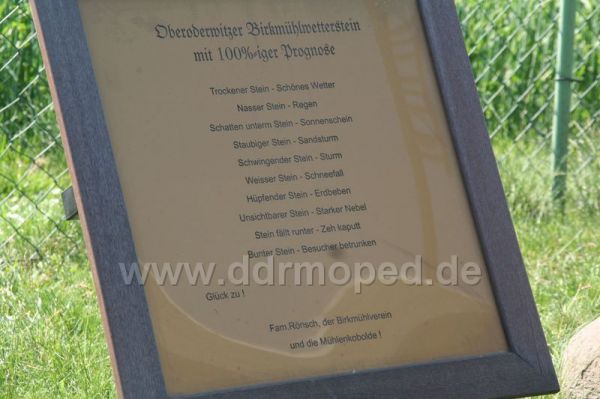 Oberoderwitzer Birkmühlwetterstein
mit 100%-iger Prognose
Trockener Stein - Schönes Wetter
Nasser Stein - Regen
Schatten unterm Stein - Sonnenschein
Staubiger Stein - Sandsturm
Schwingender Stein - Sturm
Weisser Stein - Schneefall
Hüpfender Stein - Erdbeben
Unsichtbarer Stein - Starker Nebel
Stein fällt runter - Zeh kaputt
Bunter Stein - Besucher betrunken
www.ddrmoped.de
Glück zu !
Fam.Rönsch, der Birkmühlverein
und die Mühlenkobolde !